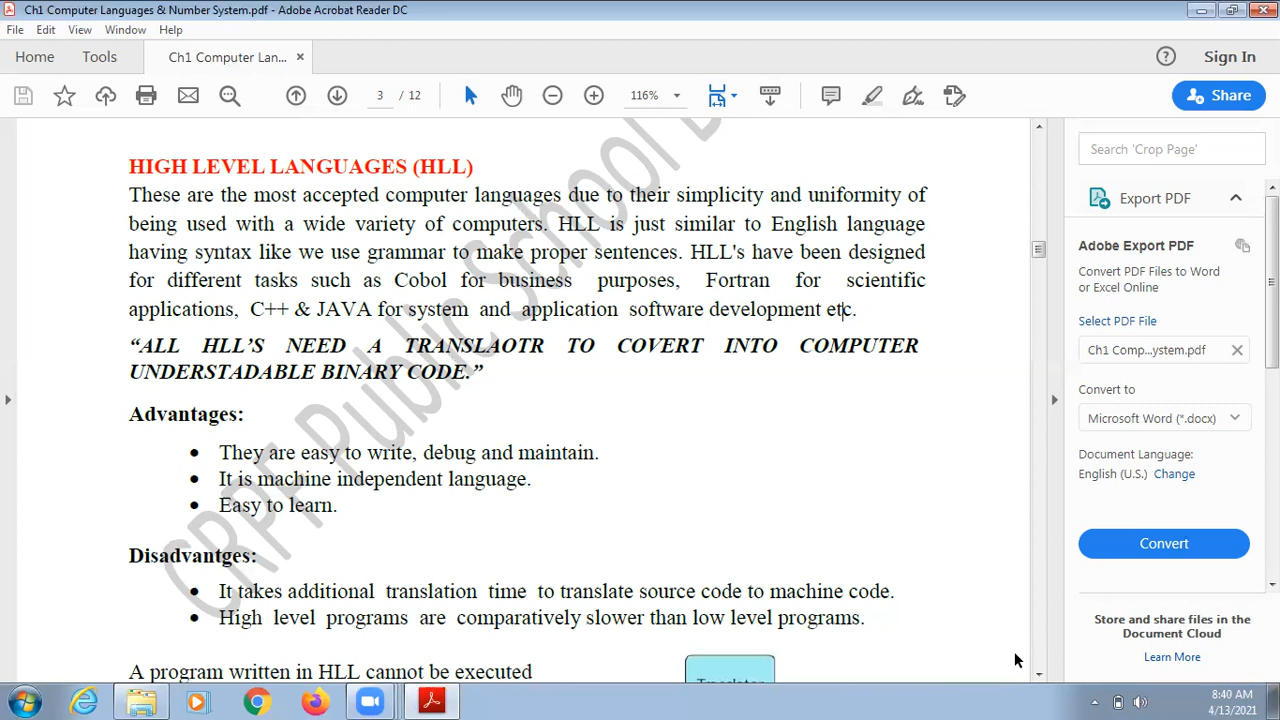 Ch1 Computer Languages & Number System.pdf - Adobe Acrobat Reader DC
File Edit View Window Help
Home Tools Ch1 Computer Lan... × Sign In
3 / 12 116% Share
HIGH LEVEL LANGUAGES (HLL)
These are the most accepted computer languages due to their simplicity and uniformity of
being used with a wide variety of computers. HLL is just similar to English language
having syntax like we use grammar to make proper sentences. HLL's have been designed
for different tasks such as Cobol for business purposes, Fortran for scientific
applications, C++ & JAVA for system and application software development etc.
“ALL HLL’S NEED A TRANSLAOTR TO COVERT INTO COMPUTER
UNDERSTADABLE BINARY CODE.”
Advantages:
• They are easy to write, debug and maintain.
• It is machine independent language.
• Easy to learn.
Disadvantges:
• It takes additional translation time to translate source code to machine code.
• High level programs are comparatively slower than low level programs.
A program written in HLL cannot be executed
CRPF Public School
Search 'Crop Page'
Export PDF
Adobe Export PDF
Convert PDF Files to Word
or Excel Online
Select PDF File
Ch1 Comp...ystem.pdf
Convert to
Microsoft Word (*.docx)
Document Language:
English (U.S.) Change
Convert
Store and share files in the
Document Cloud
Learn More
8:40 AM
4/13/2021